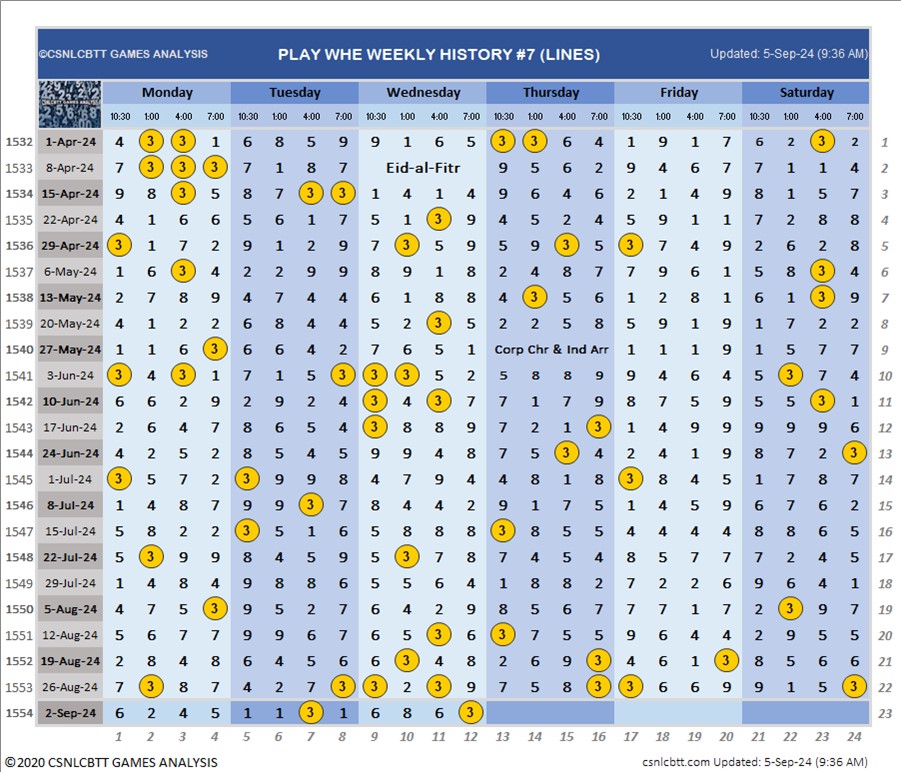 ©CSNLCBTT GAMES ANALYSIS PLAY WHE WEEKLY HISTORY #7 (LINES) Updated: 5-Sep-24 (9:36 AM)
CSNLCBTT GAMES ANALYSIS Monday Tuesday Wednesday Thursday Friday Saturday
10:30 1:00 4:00 7:00 10:30 1:00 4:00 7:00 10:30 1:00 4:00 7:00 10:30 1:00 4:00 7:00 10:30 1:00 4:00 7:00 10:30 1:00 4:00 7:00
1532 1-Apr-24 4 3 3 1 6 8 5 9 9 1 6 5 3 3 6 4 1 9 1 7 6 2 3 2 1
1533 8-Apr-24 7 3 3 3 7 1 8 7 Eid-al-Fitr 9 5 6 2 9 4 6 7 7 1 1 4 2
1534 15-Apr-24 9 8 3 5 8 7 3 3 1 4 1 4 9 6 4 6 2 1 4 9 8 1 5 7 3
1535 22-Apr-24 4 1 6 6 5 6 1 7 5 1 3 9 4 5 2 4 5 9 1 1 7 2 8 8 4
1536 29-Apr-24 3 1 7 2 9 1 2 9 7 3 5 9 5 9 3 5 3 7 4 9 2 6 2 8 5
1537 6-May-24 1 6 3 4 2 2 9 9 8 9 1 8 2 4 8 7 7 9 6 1 5 8 3 4 6
1538 13-May-24 2 7 8 9 4 7 4 4 6 1 8 8 4 3 5 6 1 2 8 1 6 1 3 9 7
1539 20-May-24 4 1 2 2 6 8 4 4 5 2 3 5 2 2 5 8 5 9 1 9 1 7 2 2 8
1540 27-May-24 1 1 6 3 6 6 4 2 7 6 5 1 Corp Chr & Ind Arr 1 1 1 9 1 5 7 7 9
1541 3-Jun-24 3 4 3 1 7 1 5 3 3 3 5 2 5 8 8 9 9 4 6 4 5 3 7 4 10
1542 10-Jun-24 6 6 2 9 2 9 2 4 3 4 3 7 7 1 7 9 8 7 5 9 5 5 3 1 11
1543 17-Jun-24 2 6 4 7 8 6 5 4 3 8 8 9 7 2 1 3 1 4 9 9 9 9 9 6 12
1544 24-Jun-24 4 2 5 2 8 5 4 5 9 9 4 8 7 5 3 4 2 4 1 9 8 7 2 3 13
1545 1-Jul-24 3 5 7 2 3 9 9 8 4 7 9 4 4 8 1 8 3 8 4 5 1 7 8 7 14
1546 8-Jul-24 1 4 8 7 9 9 3 7 8 4 4 2 9 1 7 5 1 4 5 9 6 7 6 2 15
1547 15-Jul-24 5 8 2 2 3 5 1 6 5 8 8 8 3 8 5 5 4 4 4 4 8 8 6 5 16
1548 22-Jul-24 5 3 9 9 8 4 5 9 5 3 7 8 7 4 5 4 8 5 7 7 7 2 4 5 17
1549 29-Jul-24 1 4 8 4 9 8 8 6 5 5 6 4 1 8 8 2 7 2 2 6 9 6 4 1 18
1550 5-Aug-24 4 7 5 3 9 5 2 7 6 4 2 9 8 5 6 7 7 7 1 7 2 3 9 7 19
1551 12-Aug-24 5 6 7 7 9 9 6 7 6 5 3 6 3 7 5 5 9 6 4 4 2 9 5 5 20
1552 19-Aug-24 2 8 4 8 6 4 5 6 6 3 4 8 2 6 9 3 4 6 1 3 8 5 6 6 21
1553 26-Aug-24 7 3 8 7 4 2 7 3 3 2 3 9 7 5 8 3 3 6 6 9 9 1 5 3 22
1554 2-Sep-24 6 2 4 5 1 1 3 1 6 8 6 3 23
1 2 3 4 5 6 7 8 9 10 11 12 13 14 15 16 17 18 19 20 21 22 23 24
©2020 CSNLCBTT GAMES ANALYSIS csnlcbtt.com Updated: 5-Sep-24 (9:36 AM)